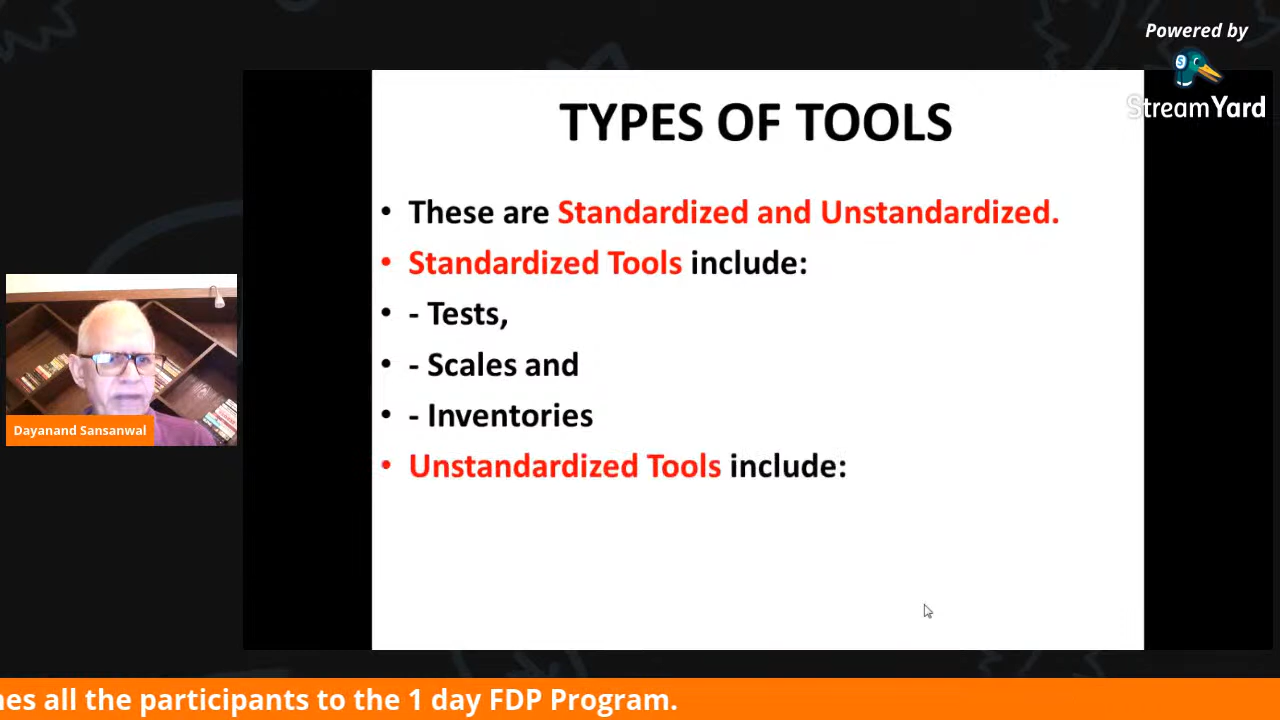 Powered by
StreamYard
TYPES OF TOOLS
• These are Standardized and Unstandardized.
• Standardized Tools include:
• - Tests,
• - Scales and
• - Inventories
• Unstandardized Tools include:
Dayanand Sansanwal
all the participants to the 1 day FDP Program.